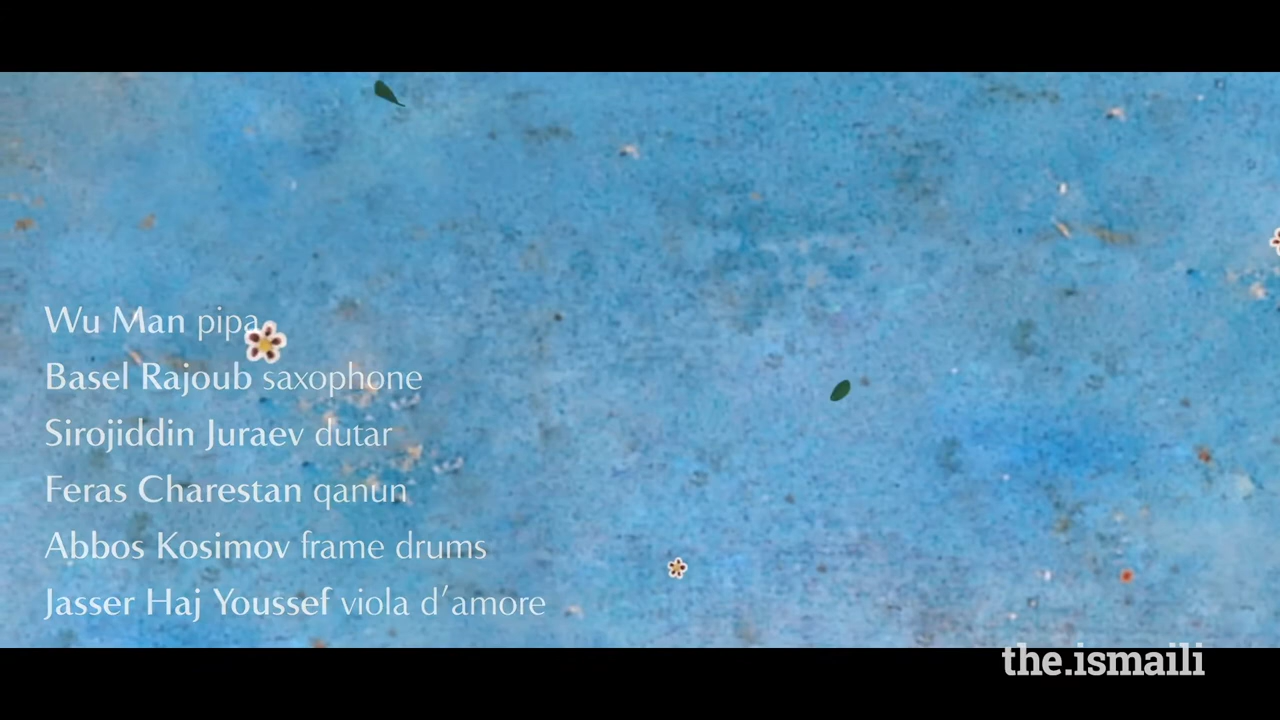 Wu Man pipa
Basel Rajoub saxophone
Sirojiddin Juraev dutar
Feras Charestan qanun
Abbos Kosimov frame drums
Jasser Haj Youssef viola d’amore
the.ismaili